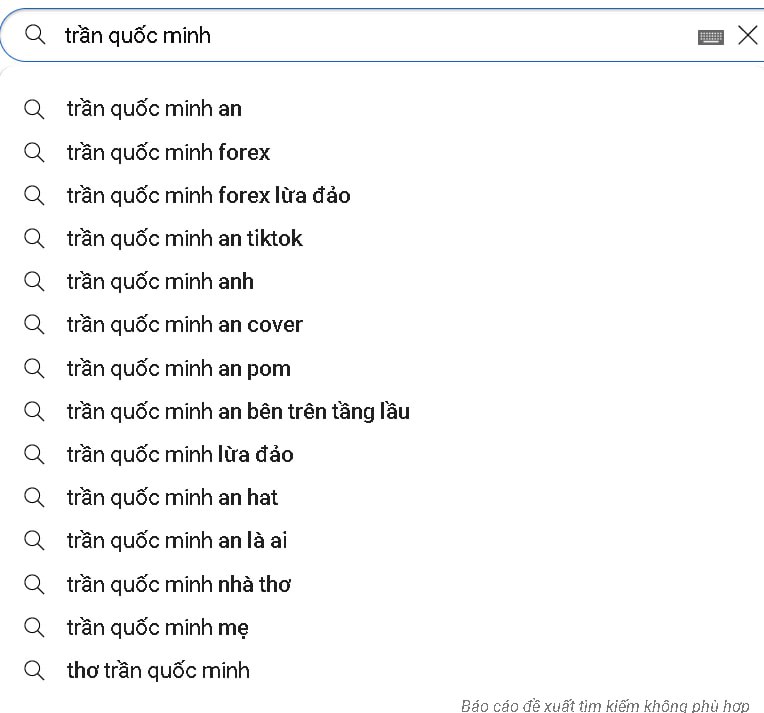 trần quốc minh
trần quốc minh an
trần quốc minh forex
trần quốc minh forex lừa đảo
trần quốc minh an tiktok
trần quốc minh anh
trần quốc minh an cover
trần quốc minh an pom
trần quốc minh an bên trên tầng lầu
trần quốc minh lừa đảo
trần quốc minh an hat
trần quốc minh an là ai
trần quốc minh nhà thơ
trần quốc minh mẹ
thơ trần quốc minh
Báo cáo đề xuất tìm kiếm không phù hợp